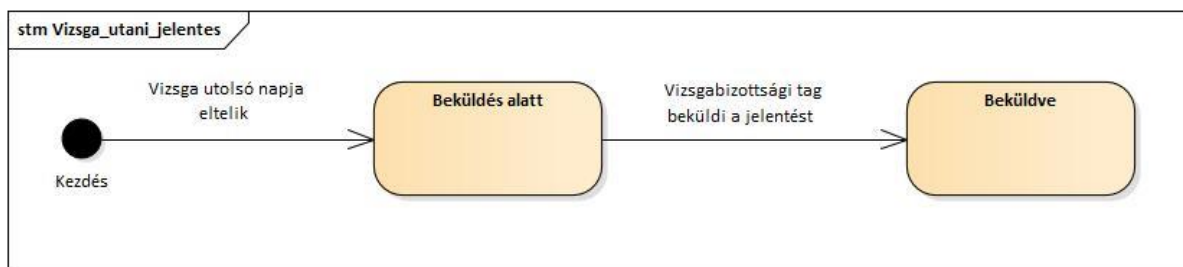 stm Vizsga_utani_jelentes
Vizsga utolsó napja
eltelik
Beküldés alatt
Vizsgabizottsági tag
beküldi a jelentést
Beküldve
Kezdés